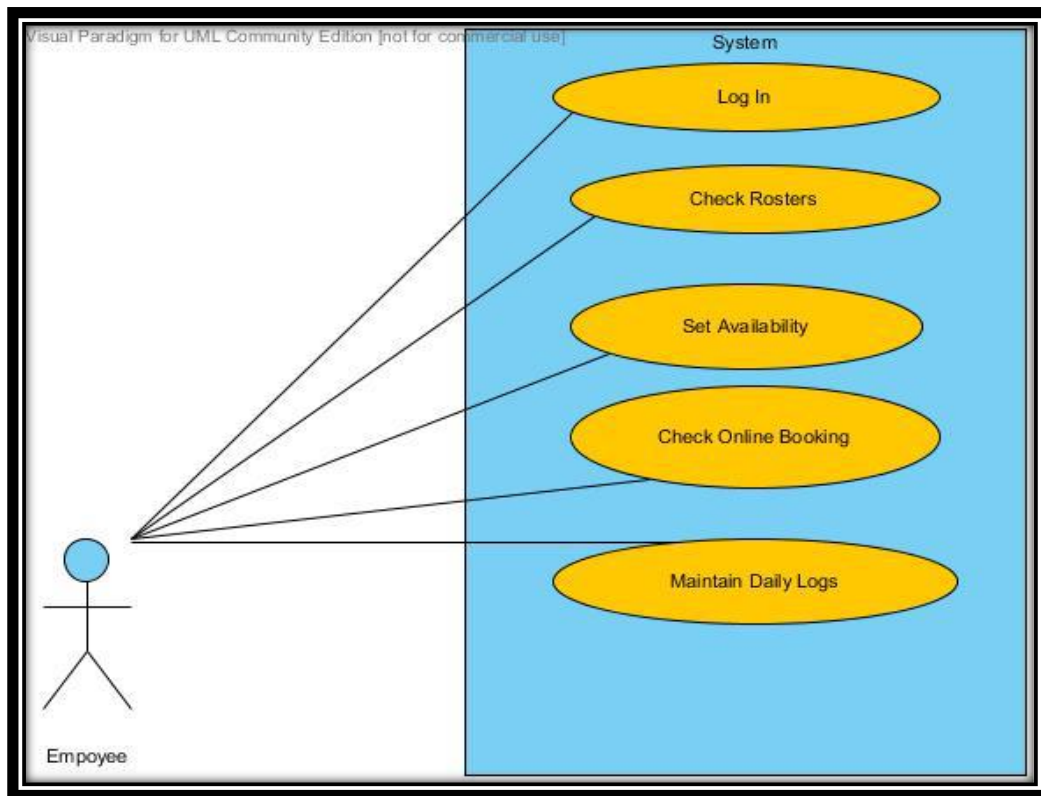 Visual Paradigm for UML Community Edition [not for commercial use]
System
Log In
Check Rosters
Set Availability
Check Online Booking
Maintain Daily Logs
Empoyee